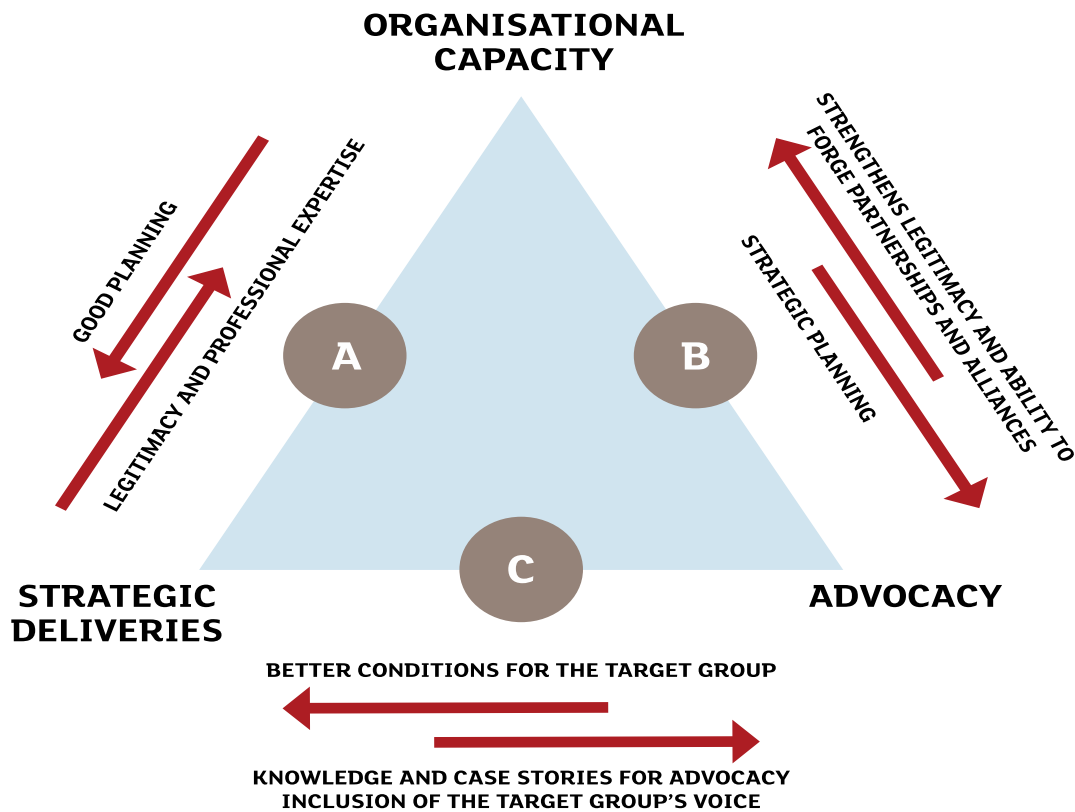 ORGANISATIONAL
CAPACITY
GOOD PLANNING
LEGITIMACY AND PROFESSIONAL EXPERTISE
STRENGTHENS LEGITIMACY AND ABILITY TO
FORGE PARTNERSHIPS AND ALLIANCES
STRATEGIC PLANNING
A
B
C
STRATEGIC
DELIVERIES
ADVOCACY
BETTER CONDITIONS FOR THE TARGET GROUP
KNOWLEDGE AND CASE STORIES FOR ADVOCACY
INCLUSION OF THE TARGET GROUP'S VOICE